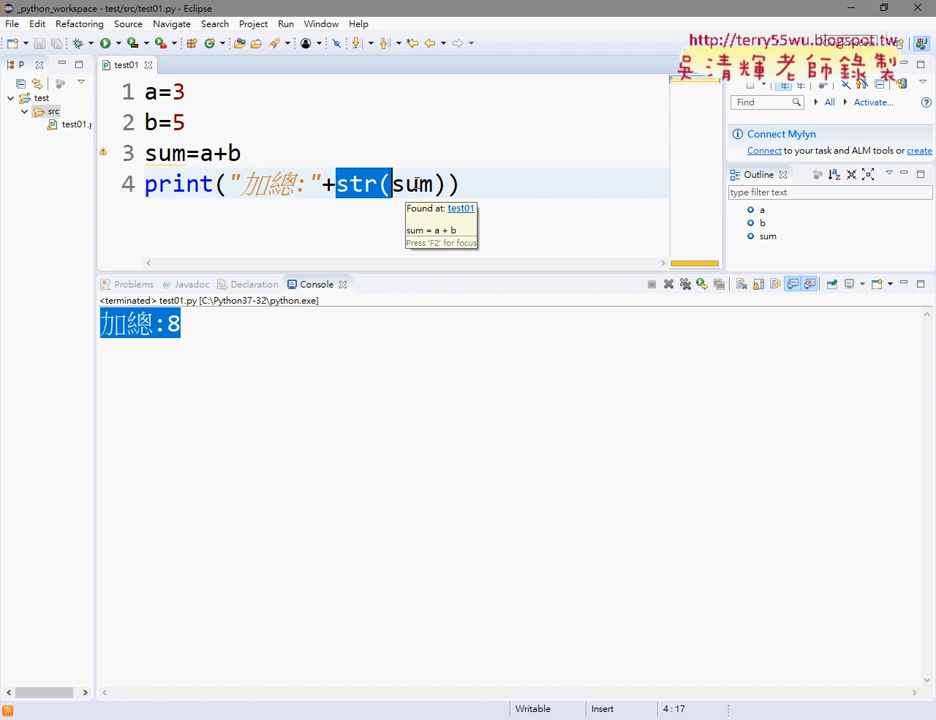 _python_workspace - test/src/test01.py - Eclipse
File Edit Refactoring Source Navigate Search Project Run Window Help
http://terry55wu.blogspot.tw
吳清輝老師錄製
P
test01
test
src
test01.p
1 a=3
2 b=5
3 sum=a+b
4 print("加總:"+str(sum))
Found at: test01
sum = a + b
Press 'F2' for focus
Find
All
Activate...
Connect Mylyn
Connect to your task and ALM tools or create
Outline
type filter text
a
b
sum
Problems Javadoc Declaration Console
<terminated> test01.py [C:\Python37-32\python.exe]
加總:8
Writable Insert 4 : 17